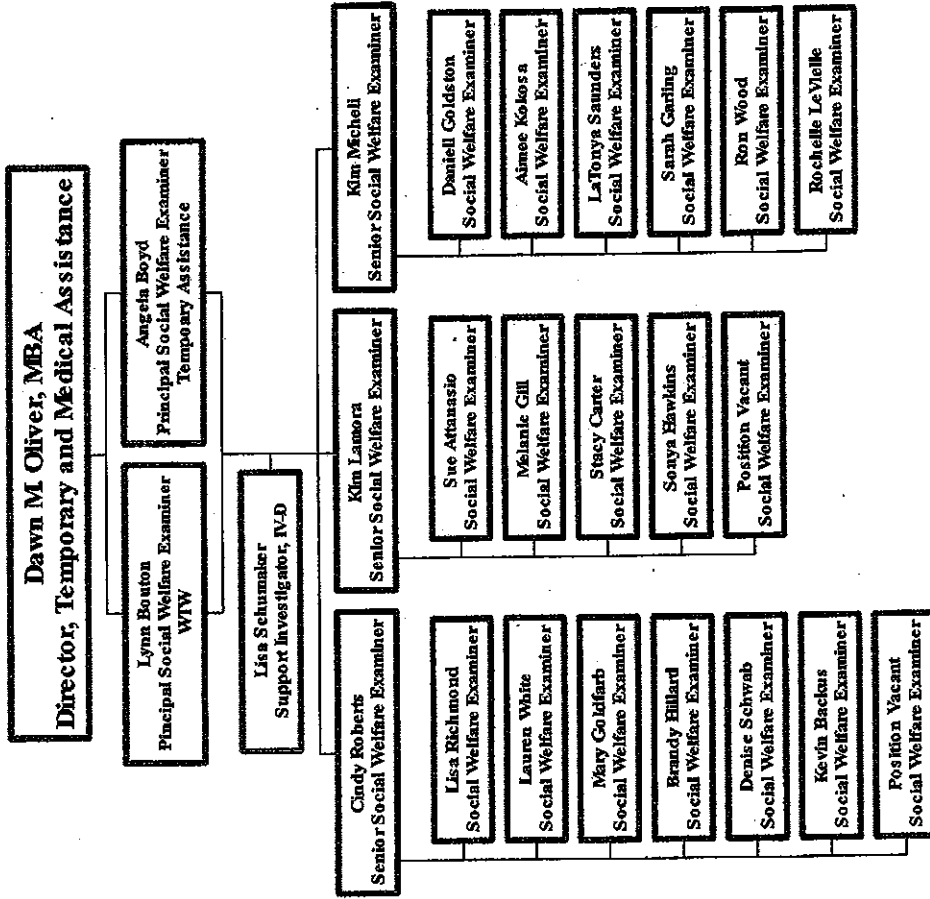 Dawn M. Oliver, MBA
Director, Temporary and Medical Assistance
Lynn Bouton
Pincipal Social Welfare Examiner
WTW
Angela Boyd
Principal Social Welfare Examiner
Tempoary Assistance
Lisa Schumaker
Support Investigator, IV-D
Cindy Roberts
Senior Social Welfare Examiner
Lisa Richmond
Social Welfare Examiner
Lauren White
Social Welfare Examiner
Mary Goldfarb
Social Welfare Examiner
Brandy Hillard
Social Welfare Examiner
Denise Schwab
Social Welfare Examiner
Kevin Backus
Social Welfare Examiner
Position Vacant
Social Welfare Examiner
Kim Lamora
Senior Social Welfare Examiner
Sue Attanasio
Social Welfare Examiner
Melanie Gill
Social Welfare Examiner
Stacy Carter
Social Welfare Examiner
Sonya Hawkins
Social Welfare Examiner
Position Vacant
Social Welfare Examiner
Kim Micheli
Senior Social Welfare Examiner
Daniell Goldston
Social Welfare Examiner
Aimee Kokosa
Social Welfare Examiner
LaTonya Saunders
Social Welfare Examiner
Sarah Garling
Social Welfare Examiner
Ron Wood
Social Welfare Examiner
Rochelle LeVielle
Social Welfare Examiner